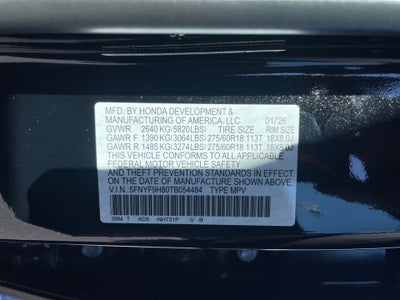 MFD. BY HONDA DEVELOPMENT &
MANUFACTURING OF AMERICA, LLC 01/26
GVWR 2640 KG(5820LBS) TIRE SIZE RIM SIZE
GAWR F 1390 KG(3064LBS)275/60R18 113T 18X8.0J
GAWR R 1485 KG(3274LBS)275/60R18 113T 18X8.0J
THIS VEHICLE CONFORMS TO ALL APPLICABLE
FEDERAL MOTOR VEHICLE
SAFETY, BUMPER, AND THEFT PREVENTION STANDARDS IN
EFFECT ON THE DATE OF MANUFACTURE SHOWN ABOVE.
V.I.N. 5FNYF9H80TB054484 TYPE MPV
T AD5 -NH731P -V -B